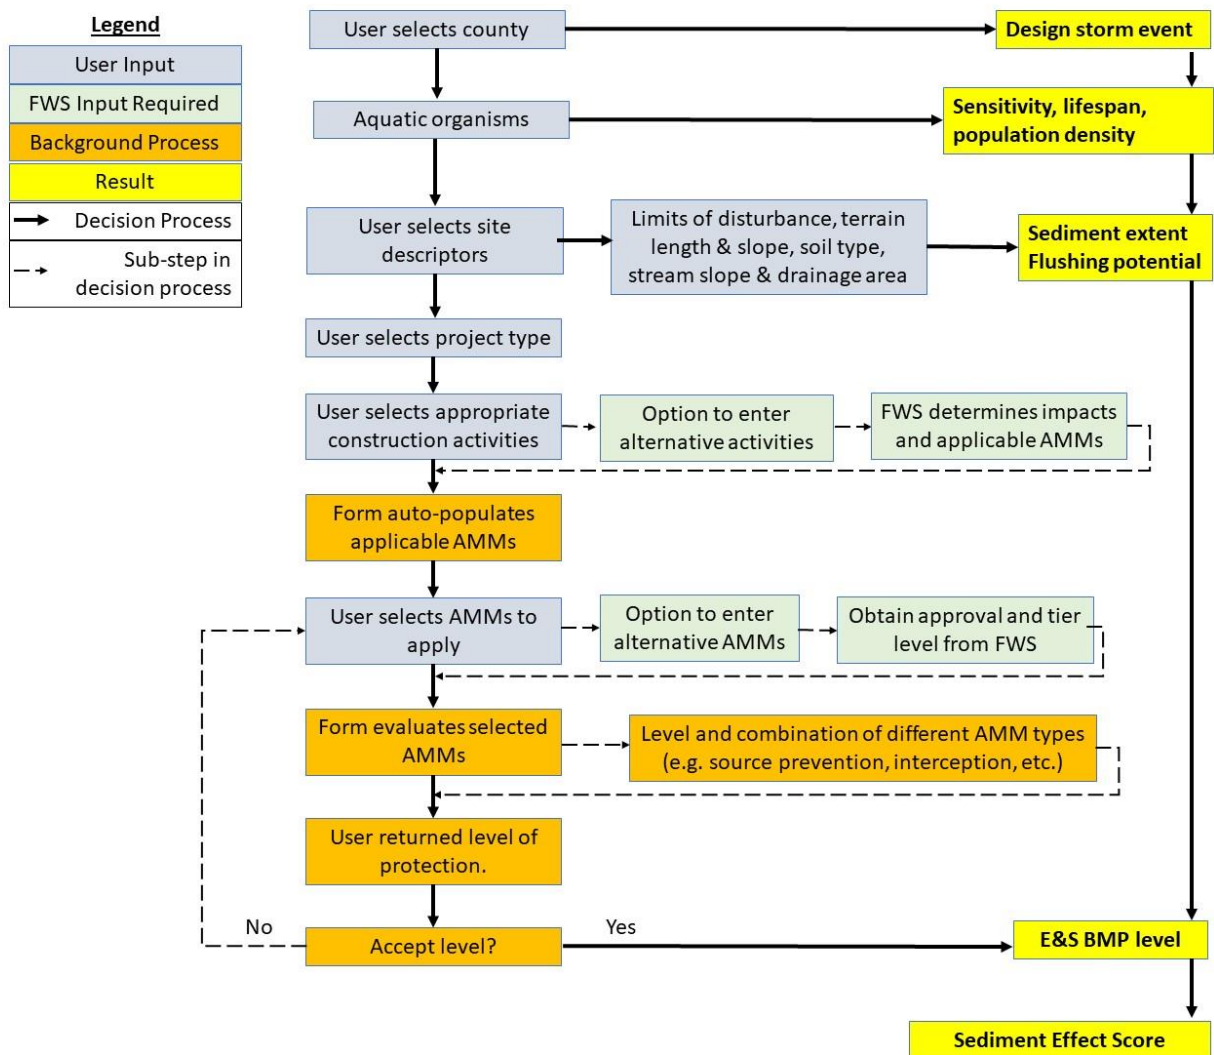 Legend
User Input
FWS Input Required
Background Process
Result
Decision Process
Sub-step in
decision process
User selects county
Design storm event
Aquatic organisms
Sensitivity, lifespan,
population density
User selects site
descriptors
Limits of disturbance, terrain
length & slope, soil type,
stream slope & drainage area
Sediment extent
Flushing potential
User selects project type
User selects appropriate
construction activities
Option to enter
alternative activities
FWS determines impacts
and applicable AMMs
Form auto-populates
applicable AMMs
User selects AMMs to
apply
Option to enter
alternative AMMs
Obtain approval and tier
level from FWS
Form evaluates selected
AMMs
Level and combination of different AMM types
(e.g. source prevention, interception, etc.)
User returned level of
protection.
No
Accept level?
Yes
E&S BMP level
Sediment Effect Score